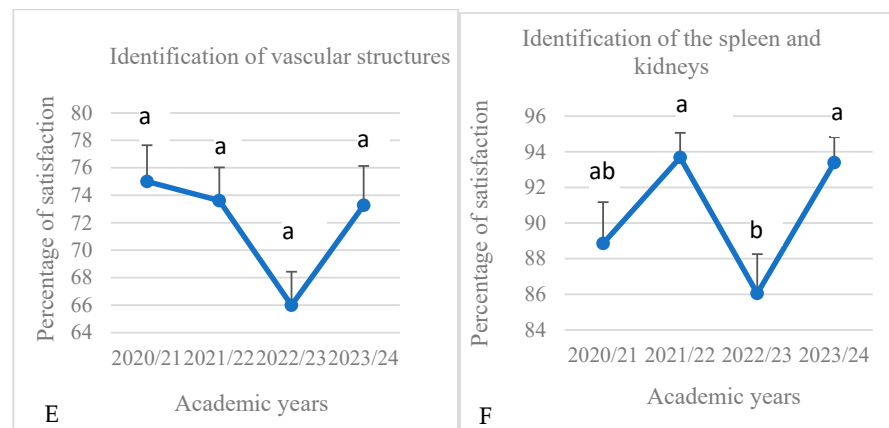 Identification of vascular structures
Percentage of satisfaction
80
78
76
74
72
70
68
66
64
a
a
a
a
2020/21 2021/22 2022/23 2023/24
Academic years
E
Identification of the spleen and
kidneys
Percentage of satisfaction
96
94
92
90
88
86
84
ab
a
b
a
2020/21 2021/22 2022/23 2023/24
Academic years
F